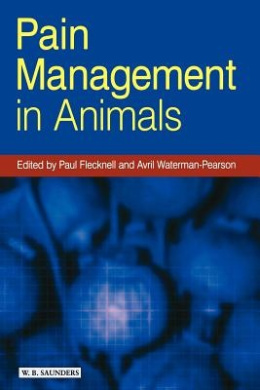 Pain
Management
in Animals
Edited by Paul Flecknell and Avril Waterman-Pearson
W. B. SAUNDERS